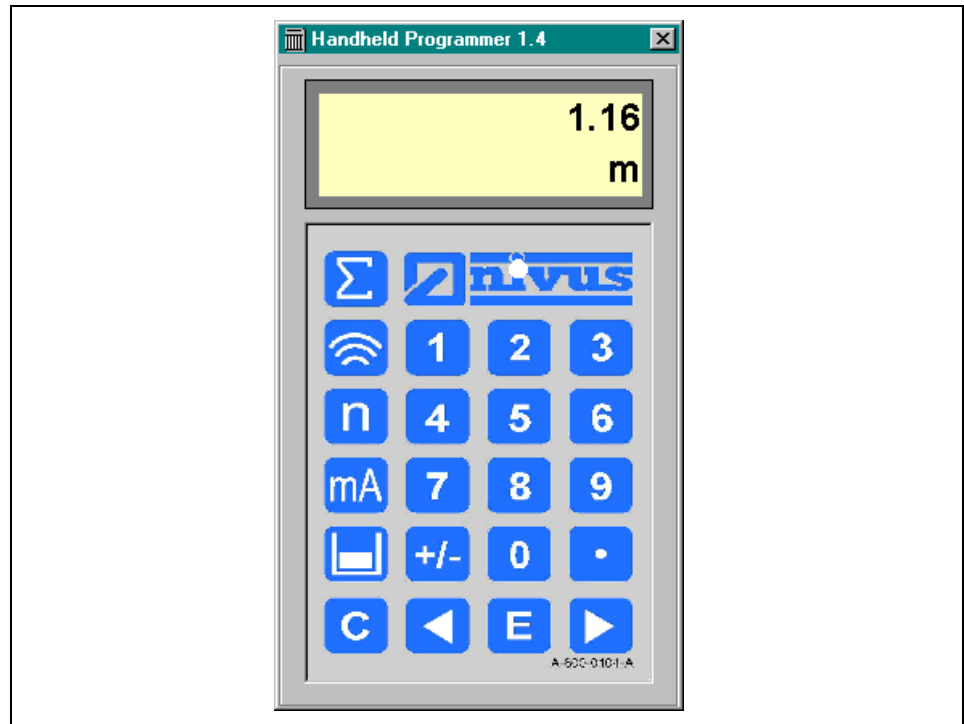 Handheld Programmer 1.4
1.16
m
Σ nivus
1 2 3
n 4 5 6
mA 7 8 9
+/- 0 •
C E